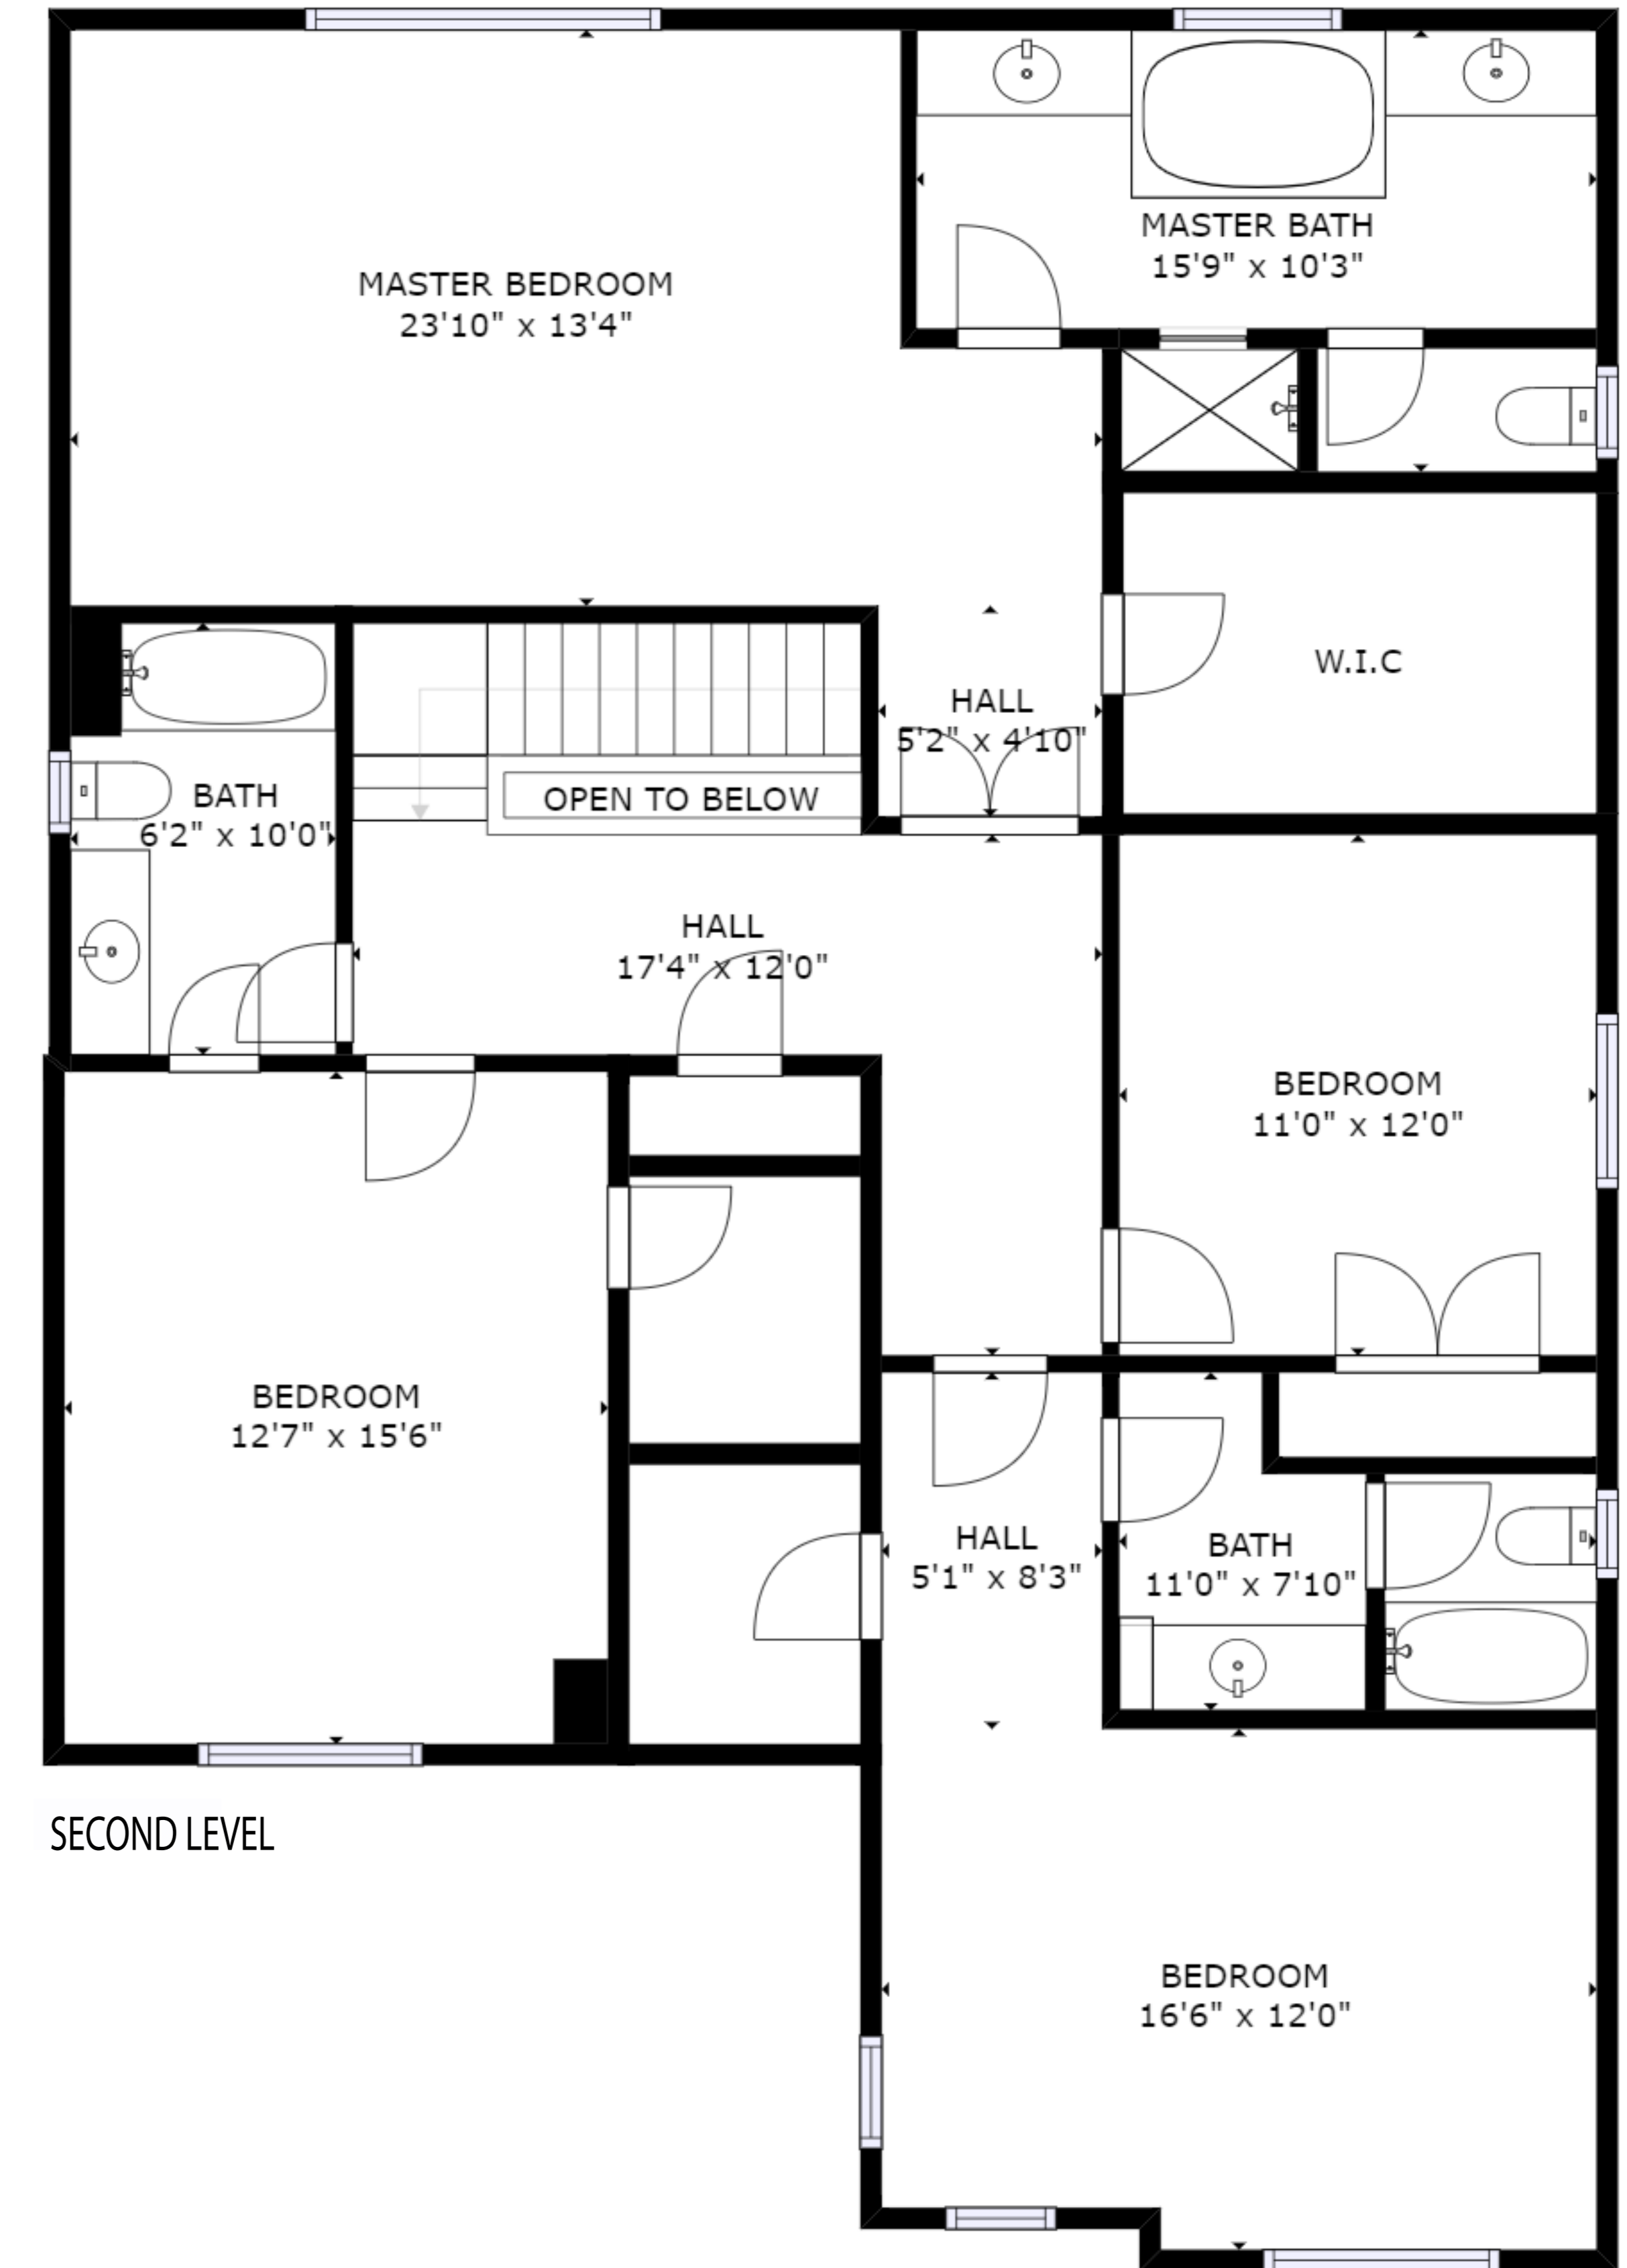 MASTER BATH
15'9" x 10'3"
MASTER BEDROOM
23'10" x 13'4"
W.I.C
HALL
5'2" x 4'10"
BATH
6'2" x 10'0"
OPEN TO BELOW
HALL
17'4" x 12'0"
BEDROOM
11'0" x 12'0"
BEDROOM
12'7" x 15'6"
HALL
5'1" x 8'3"
BATH
11'0" x 7'10"
SECOND LEVEL
BEDROOM
16'6" x 12'0"